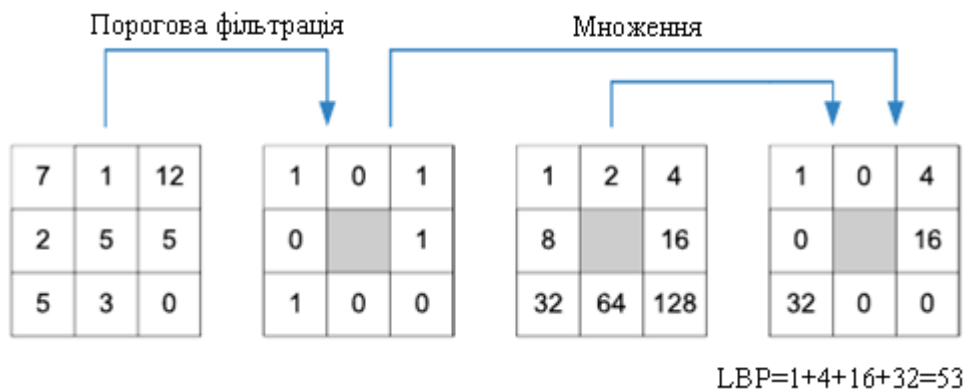 Порогова фільтрація Множення
7 1 12 1 0 1 1 2 4 1 0 4
2 5 5 0 1 8 16 0 16
5 3 0 1 0 0 32 64 128 32 0 0
LBP=1+4+16+32=53